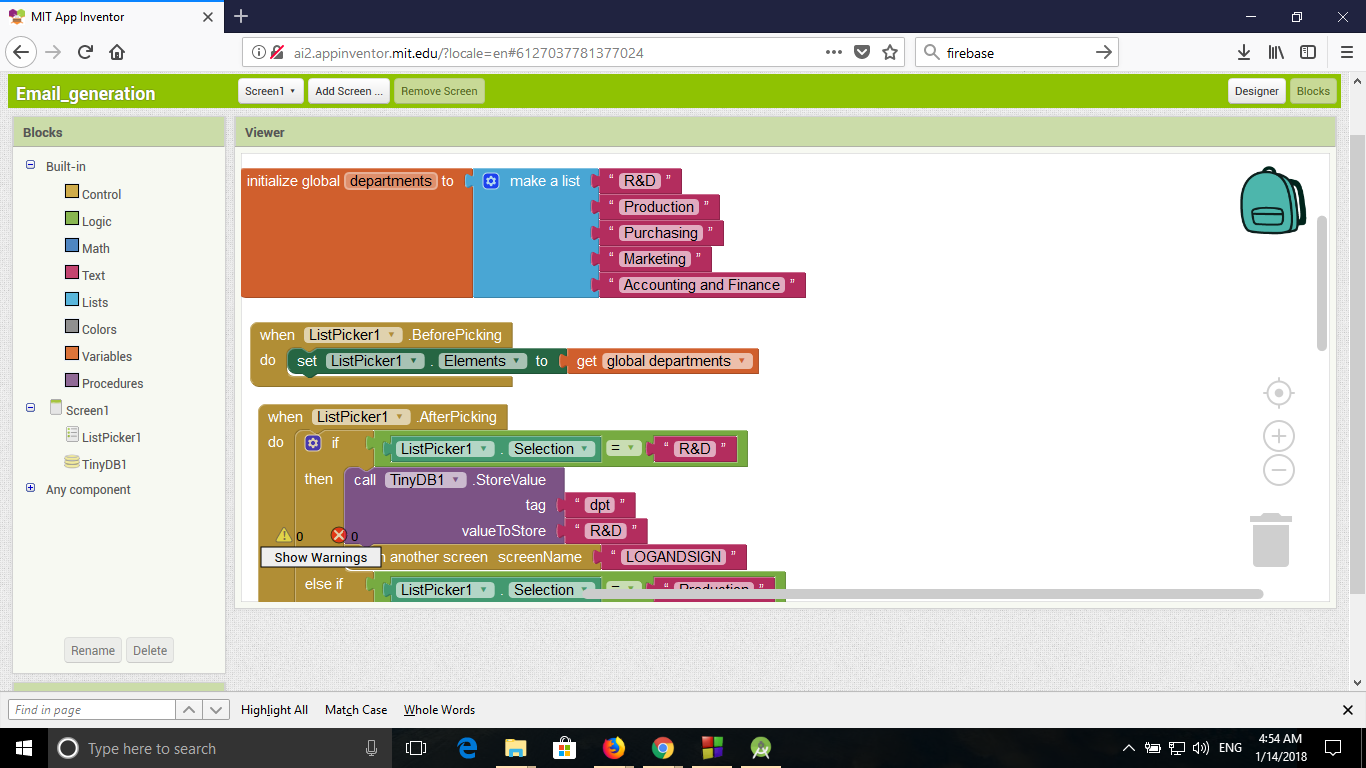 MIT App Inventor
ai2.appinventor.mit.edu/?locale=en#6127037781377024
firebase
Email_generation
Screen1
Add Screen ...
Remove Screen
Designer
Blocks
Blocks
Viewer
Built-in
Control
Logic
Math
Text
Lists
Colors
Variables
Procedures
Screen1
ListPicker1
TinyDB1
Any component
Rename
Delete
initialize global departments to make a list “ R&D ”
“ Production ”
“ Purchasing ”
“ Marketing ”
“ Accounting and Finance ”
when ListPicker1 .BeforePicking
do set ListPicker1 . Elements to get global departments
when ListPicker1 .AfterPicking
do if ListPicker1 . Selection = “ R&D ”
then call TinyDB1 .StoreValue
tag “ dpt ”
valueToStore “ R&D ”
0 0
Show Warnings
another screen screenName “ LOGANDSIGN ”
else if ListPicker1 . Selection = “ Production ”
Find in page
Highlight All
Match Case
Whole Words
Type here to search
ENG
4:54 AM
1/14/2018